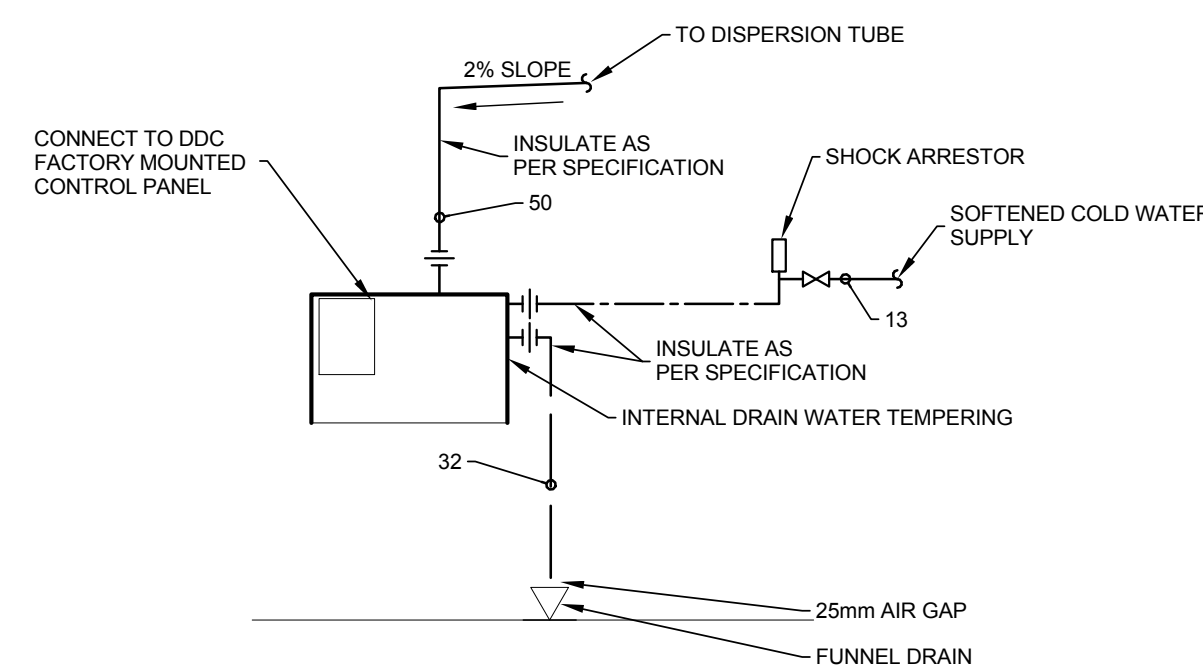 TO DISPERSION TUBE
2% SLOPE
CONNECT TO DDC
FACTORY MOUNTED
CONTROL PANEL
INSULATE AS
PER SPECIFICATION
SHOCK ARRESTOR
50
SOFTENED COLD WATER
SUPPLY
13
INSULATE AS
PER SPECIFICATION
INTERNAL DRAIN WATER TEMPERING
32
25mm AIR GAP
FUNNEL DRAIN